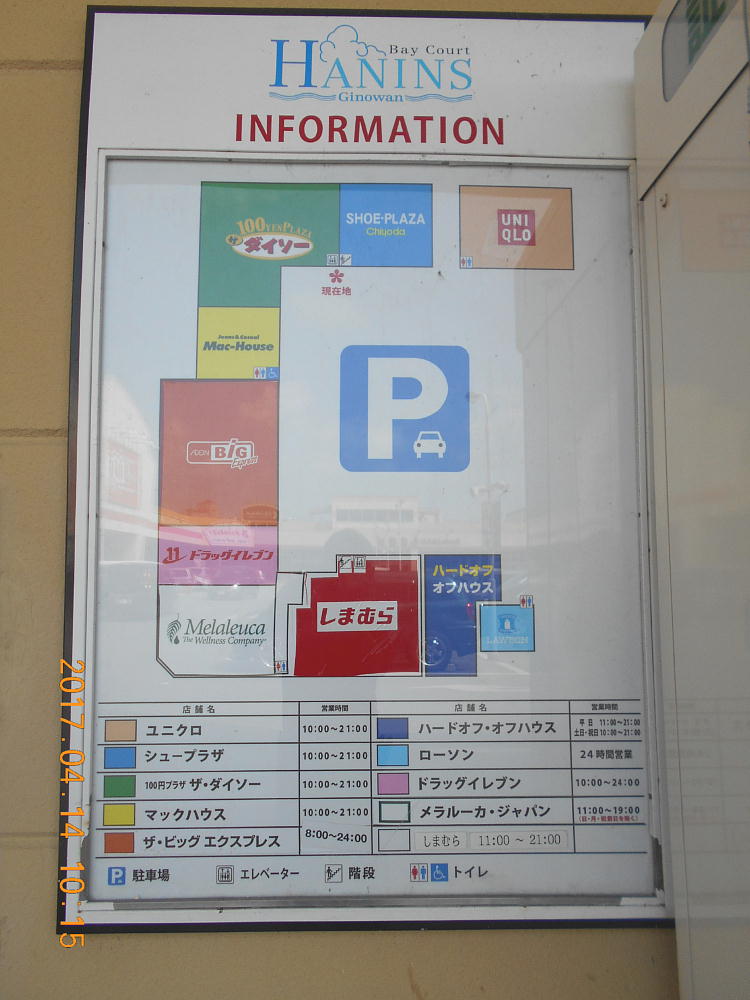 Bay Court
HANINS
Ginowan
INFORMATION
100YEN PLAZA
ザ ダイソー
SHOE-PLAZA
Chiyoda
UNI
QLO
現在地
Jeans & Casual
Mac-House
P
AEON BIG
Express
11 ドラッグイレブン
Melaleuca
The Wellness Company
しまむら
ハードオフ
オフハウス
LAWSON
店舗名 営業時間 店舗名 営業時間
ユニクロ 10:00〜21:00 ハードオフ・オフハウス 平日 11:00〜21:00
土日・祝日 10:00〜21:00
シュープラザ 10:00〜21:00 ローソン 24時間営業
100円プラザ ザ・ダイソー 10:00〜21:00 ドラッグイレブン 10:00〜24:00
マックハウス 10:00〜21:00 メラルーカ・ジャパン 11:00〜19:00
(日・月・祝祭日を除く)
ザ・ビッグ エクスプレス 8:00〜24:00 しまむら 11:00 〜 21:00
P 駐車場 エレベーター 階段 トイレ
2017.04.14 10:15